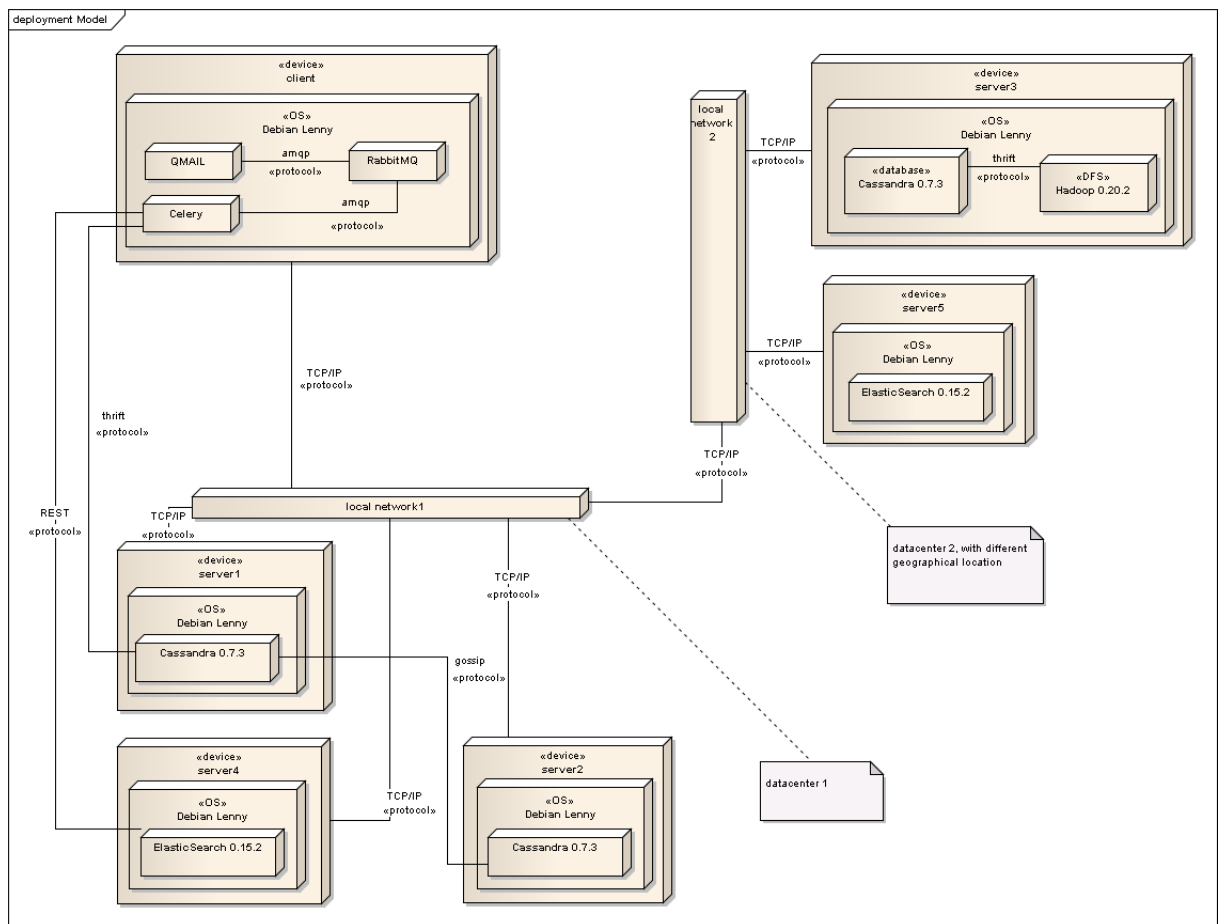 deployment Model
«device»
client
«OS»
Debian Lenny
QMAIL
amqp
«protocol»
RabbitMQ
Celery
amqp
«protocol»
local
network
2
TCP/IP
«protocol»
«device»
server3
«OS»
Debian Lenny
«database»
Cassandra 0.7.3
thrift
«protocol»
«DFS»
Hadoop 0.20.2
TCP/IP
«protocol»
«device»
server5
«OS»
Debian Lenny
ElasticSearch 0.15.2
TCP/IP
«protocol»
thrift
«protocol»
TCP/IP
«protocol»
REST
«protocol»
local network1
TCP/IP
«protocol»
datacenter 2, with different
geographical location
«device»
server1
«OS»
Debian Lenny
Cassandra 0.7.3
TCP/IP
«protocol»
gossip
«protocol»
«device»
server4
«OS»
Debian Lenny
ElasticSearch 0.15.2
TCP/IP
«protocol»
«device»
server2
«OS»
Debian Lenny
Cassandra 0.7.3
datacenter 1